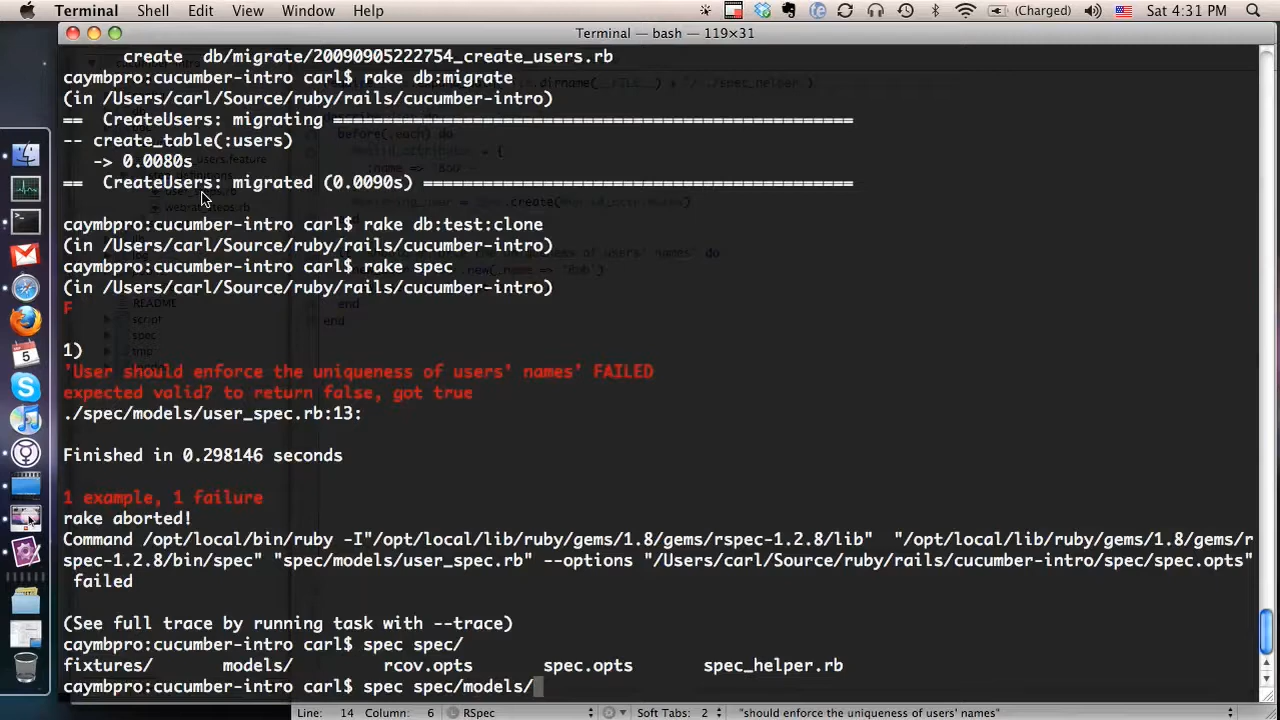 Terminal Shell Edit View Window Help (Charged) Sat 4:31 PM
Terminal — bash — 119×31
create db/migrate/20090905222754_create_users.rb
caymbpro:cucumber-intro carl$ rake db:migrate
(in /Users/carl/Source/ruby/rails/cucumber-intro)
== CreateUsers: migrating ====================================================
-- create_table(:users)
-> 0.0080s
== CreateUsers: migrated (0.0090s) ===========================================
caymbpro:cucumber-intro carl$ rake db:test:clone
(in /Users/carl/Source/ruby/rails/cucumber-intro)
caymbpro:cucumber-intro carl$ rake spec
(in /Users/carl/Source/ruby/rails/cucumber-intro)
F
1)
'User should enforce the uniqueness of users' names' FAILED
expected valid? to return false, got true
./spec/models/user_spec.rb:13:
Finished in 0.298146 seconds
1 example, 1 failure
rake aborted!
Command /opt/local/bin/ruby -I"/opt/local/lib/ruby/gems/1.8/gems/rspec-1.2.8/lib" "/opt/local/lib/ruby/gems/1.8/gems/r
spec-1.2.8/bin/spec" "spec/models/user_spec.rb" --options "/Users/carl/Source/ruby/rails/cucumber-intro/spec/spec.opts"
failed
(See full trace by running task with --trace)
caymbpro:cucumber-intro carl$ spec spec/
fixtures/ models/ rcov.opts spec.opts spec_helper.rb
caymbpro:cucumber-intro carl$ spec spec/models/
Line: 14 Column: 6 RSpec Soft Tabs: 2 "should enforce the uniqueness of users' names"